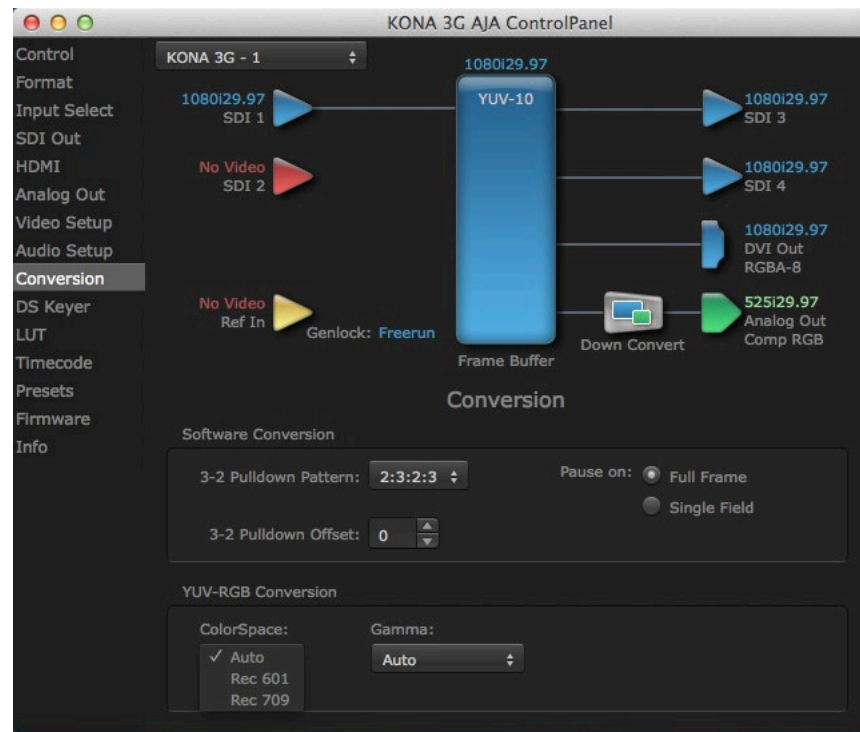 KONA 3G AJA ControlPanel
Control
Format
Input Select
SDI Out
HDMI
Analog Out
Video Setup
Audio Setup
Conversion
DS Keyer
LUT
Timecode
Presets
Firmware
Info
KONA 3G - 1
1080i29.97
YUV-10
1080i29.97
SDI 1
No Video
SDI 2
No Video
Ref In
Genlock: Freerun
Frame Buffer
1080i29.97
SDI 3
1080i29.97
SDI 4
1080i29.97
DVI Out
RGBA-8
Down Convert
525i29.97
Analog Out
Comp RGB
Conversion
Software Conversion
3-2 Pulldown Pattern: 2:3:2:3
3-2 Pulldown Offset: 0
Pause on: Full Frame
Single Field
YUV-RGB Conversion
ColorSpace:
✓ Auto
Rec 601
Rec 709
Gamma:
Auto